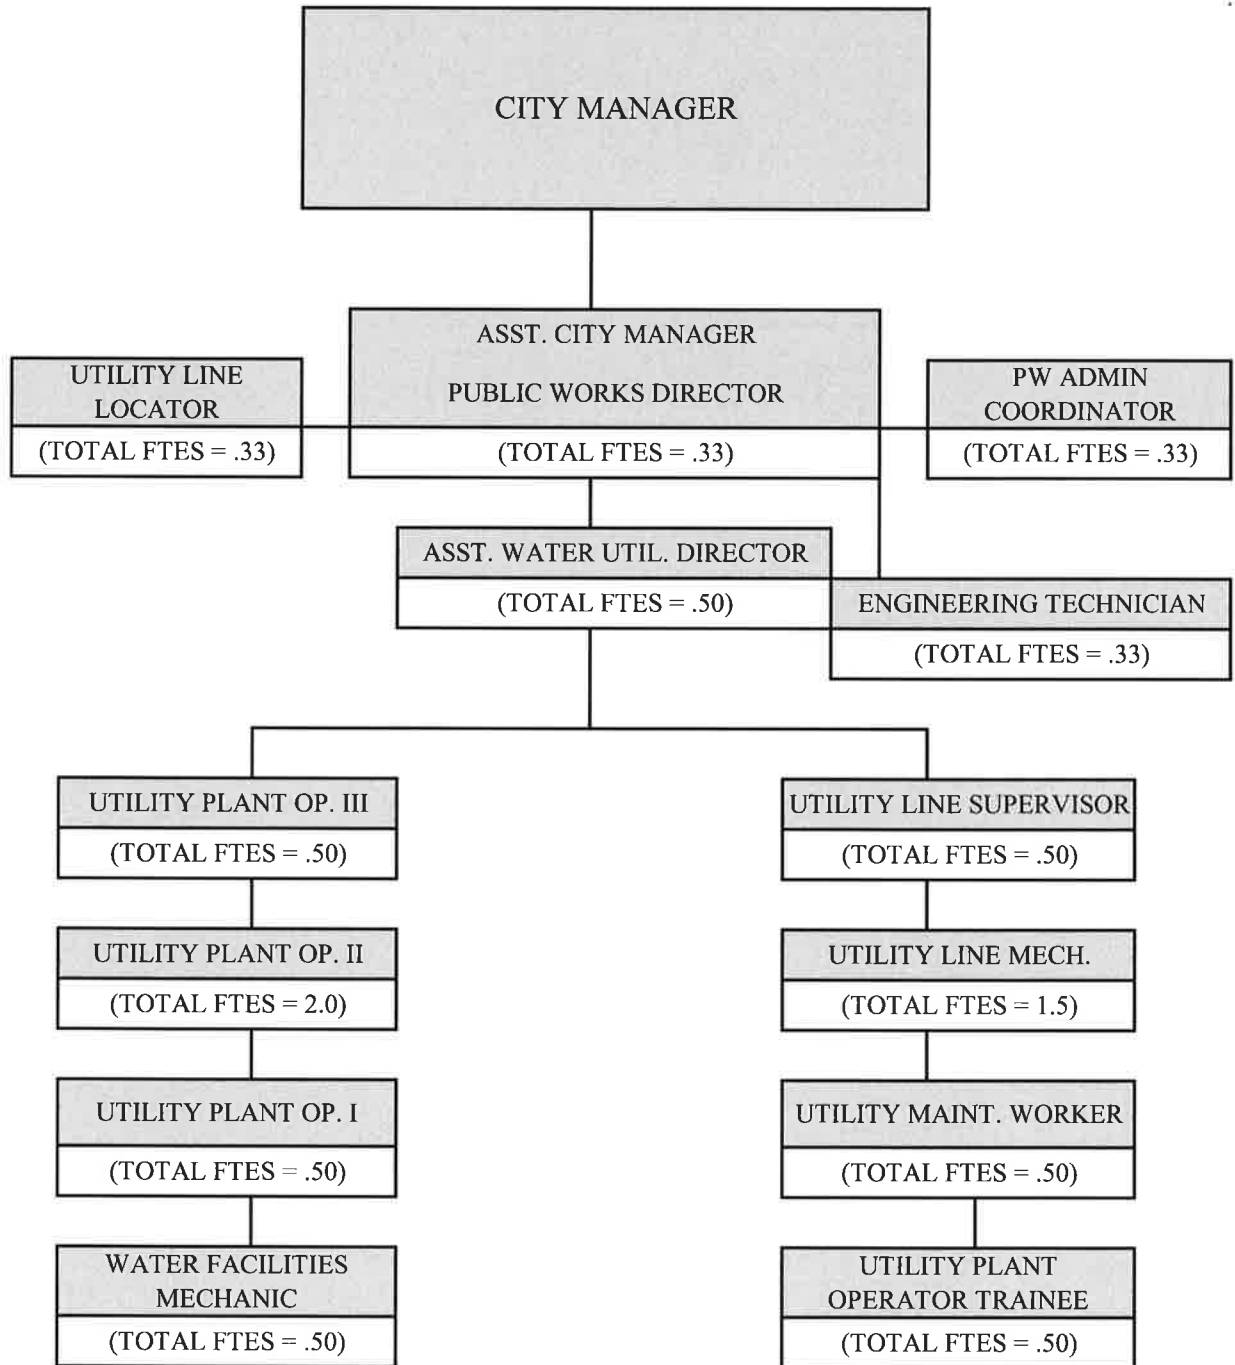 CITY MANAGER
ASST. CITY MANAGER
PUBLIC WORKS DIRECTOR
(TOTAL FTES = .33)
UTILITY LINE
LOCATOR
(TOTAL FTES = .33)
PW ADMIN
COORDINATOR
(TOTAL FTES = .33)
ASST. WATER UTIL. DIRECTOR
(TOTAL FTES = .50)
ENGINEERING TECHNICIAN
(TOTAL FTES = .33)
UTILITY PLANT OP. III
(TOTAL FTES = .50)
UTILITY PLANT OP. II
(TOTAL FTES = 2.0)
UTILITY PLANT OP. I
(TOTAL FTES = .50)
WATER FACILITIES
MECHANIC
(TOTAL FTES = .50)
UTILITY LINE SUPERVISOR
(TOTAL FTES = .50)
UTILITY LINE MECH.
(TOTAL FTES = 1.5)
UTILITY MAINT. WORKER
(TOTAL FTES = .50)
UTILITY PLANT
OPERATOR TRAINEE
(TOTAL FTES = .50)